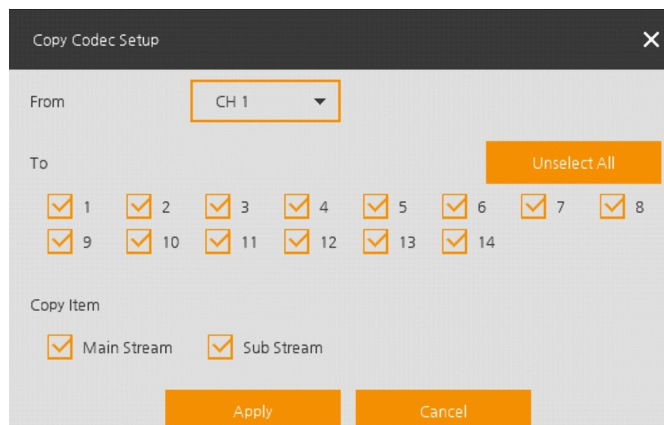 Copy Codec Setup
From CH 1
To Unselect All
1 2 3 4 5 6 7 8
9 10 11 12 13 14
Copy Item
Main Stream Sub Stream
Apply Cancel